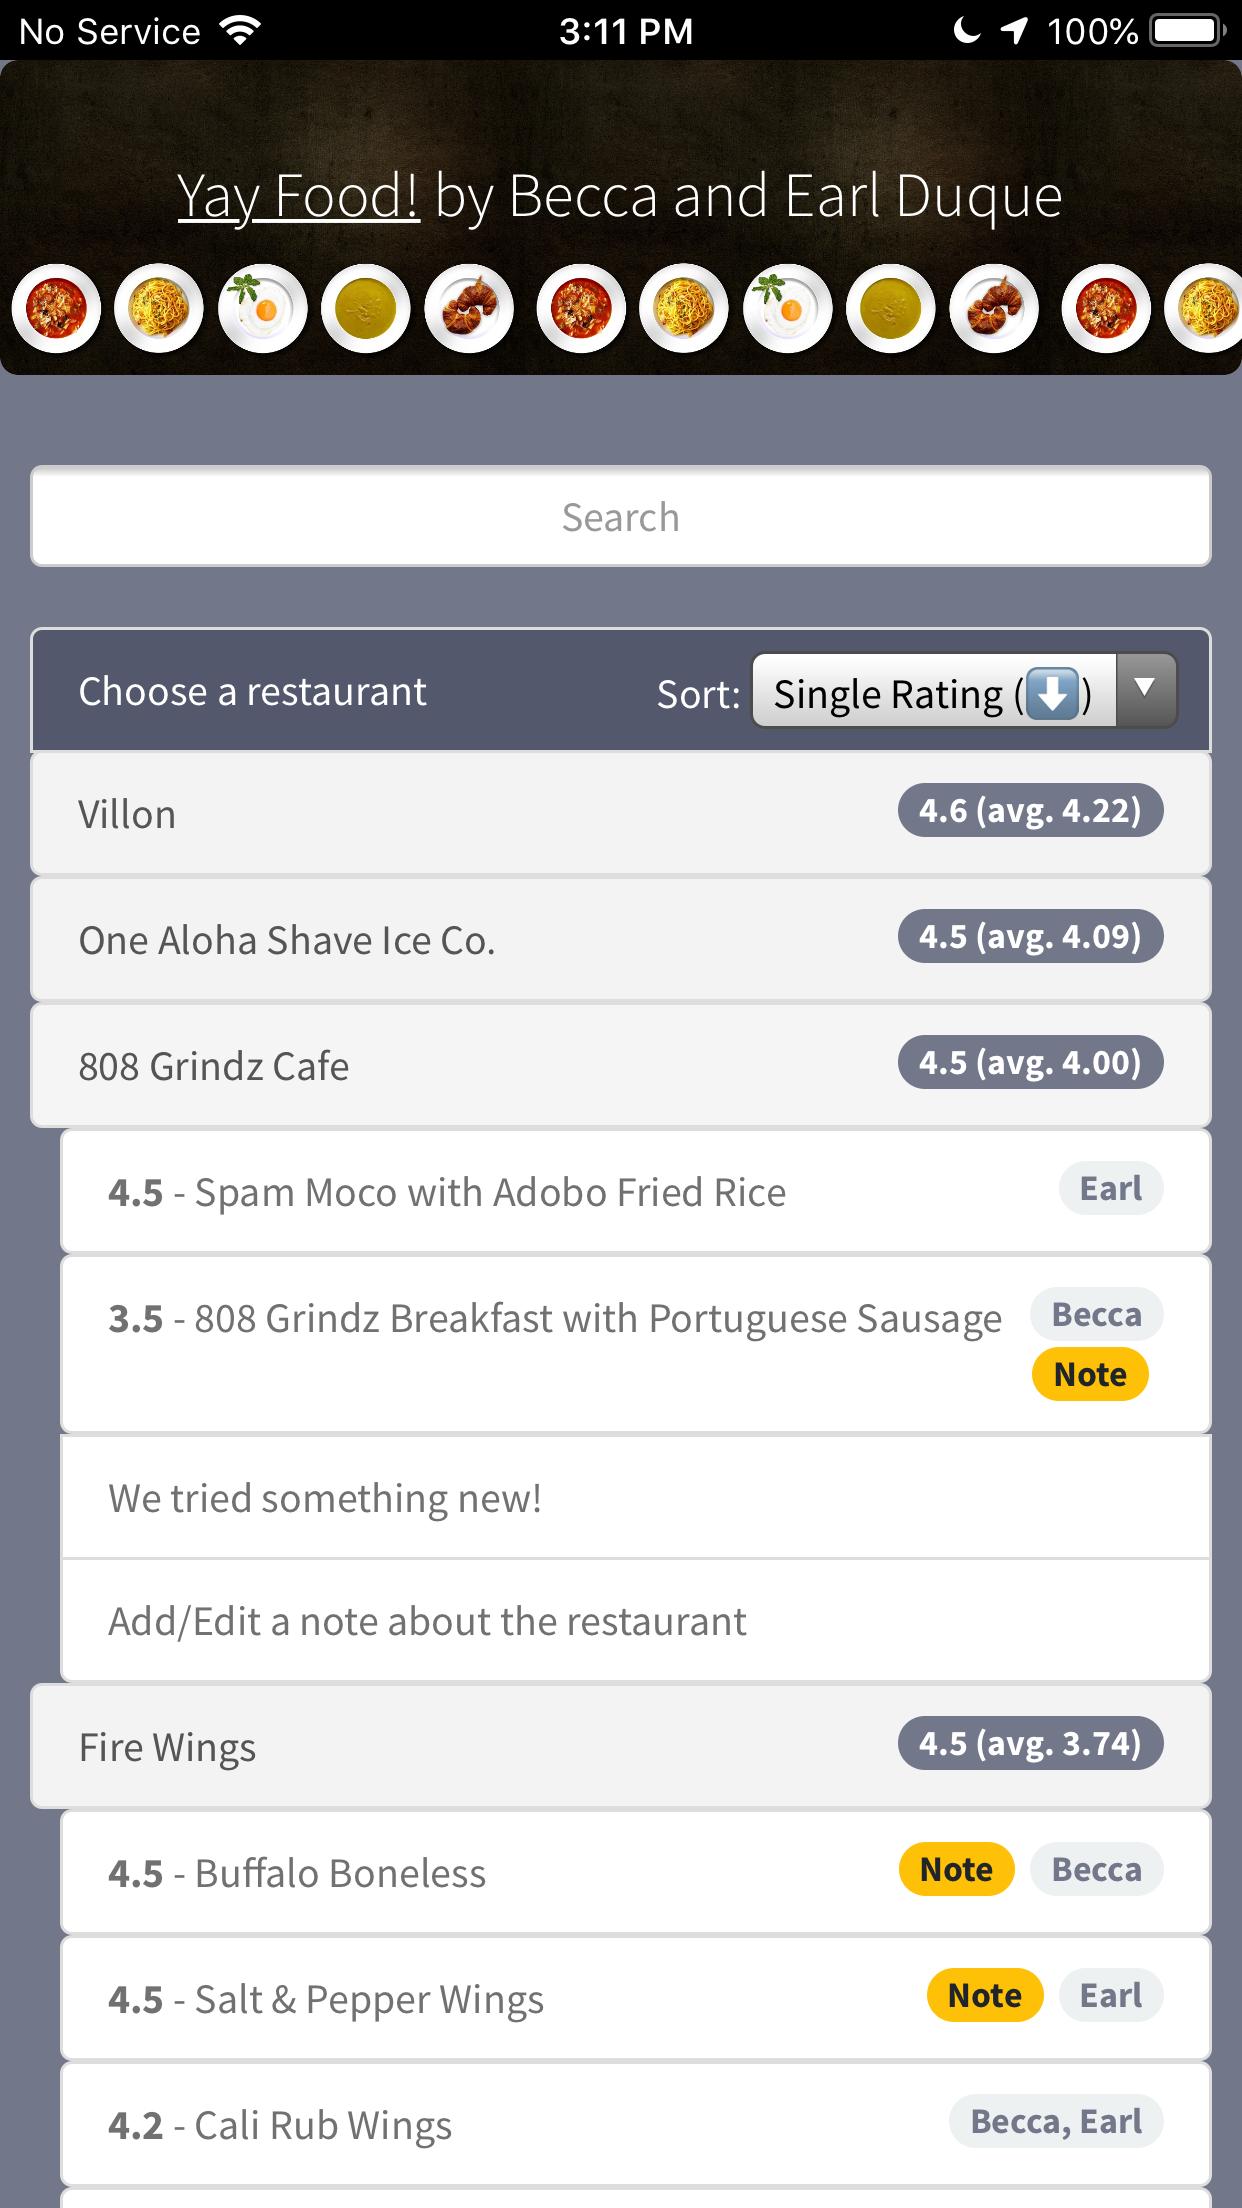 No Service 3:11 PM 100%
Yay Food! by Becca and Earl Duque
Search
Choose a restaurant Sort: Single Rating (⬇️) ▼
Villon 4.6 (avg. 4.22)
One Aloha Shave Ice Co. 4.5 (avg. 4.09)
808 Grindz Cafe 4.5 (avg. 4.00)
4.5 - Spam Moco with Adobo Fried Rice Earl
3.5 - 808 Grindz Breakfast with Portuguese Sausage Becca
Note
We tried something new!
Add/Edit a note about the restaurant
Fire Wings 4.5 (avg. 3.74)
4.5 - Buffalo Boneless Note Becca
4.5 - Salt & Pepper Wings Note Earl
4.2 - Cali Rub Wings Becca, Earl